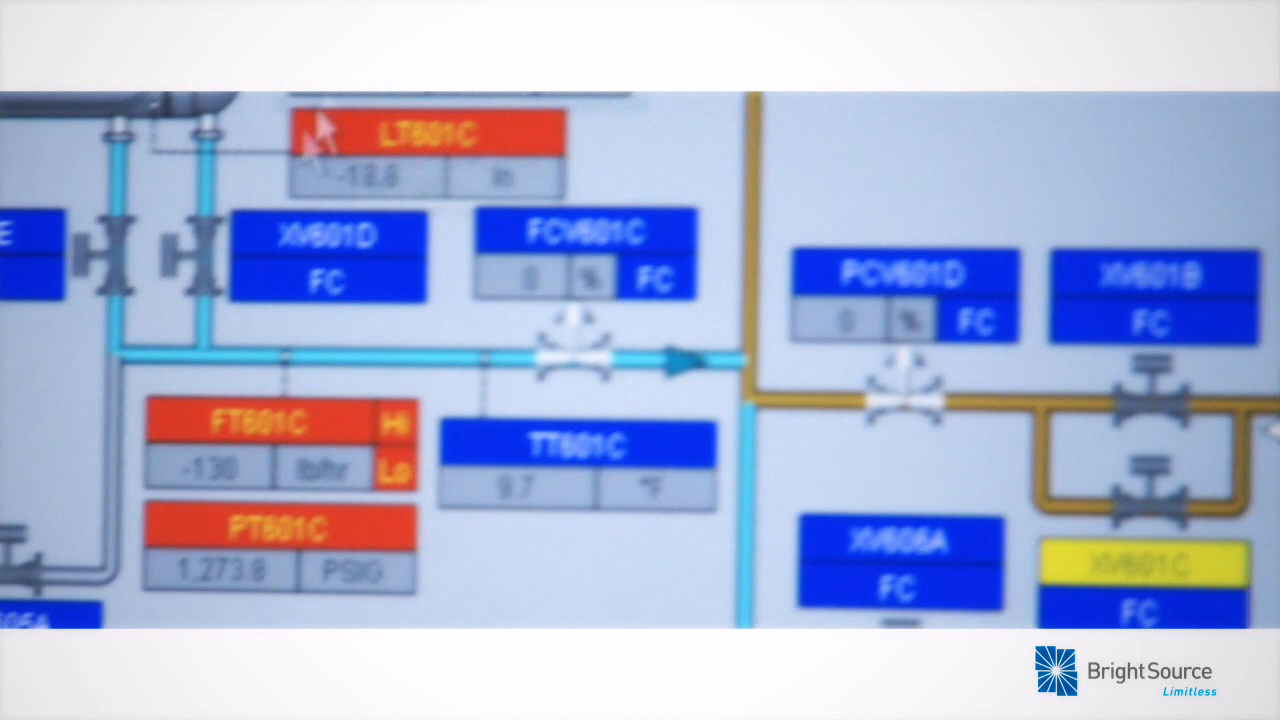 LT601C
-18.8 in
E
XV601D
FC
FCV601C
0 % FC
PCV601D
0 % FC
XV601B
FC
FT601C Hi
-130 lb/hr Lo
TT601C
9.7 °F
PT601C
1,273.8 PSIG
XV606A
FC
XV601C
FC
BrightSource
Limitless